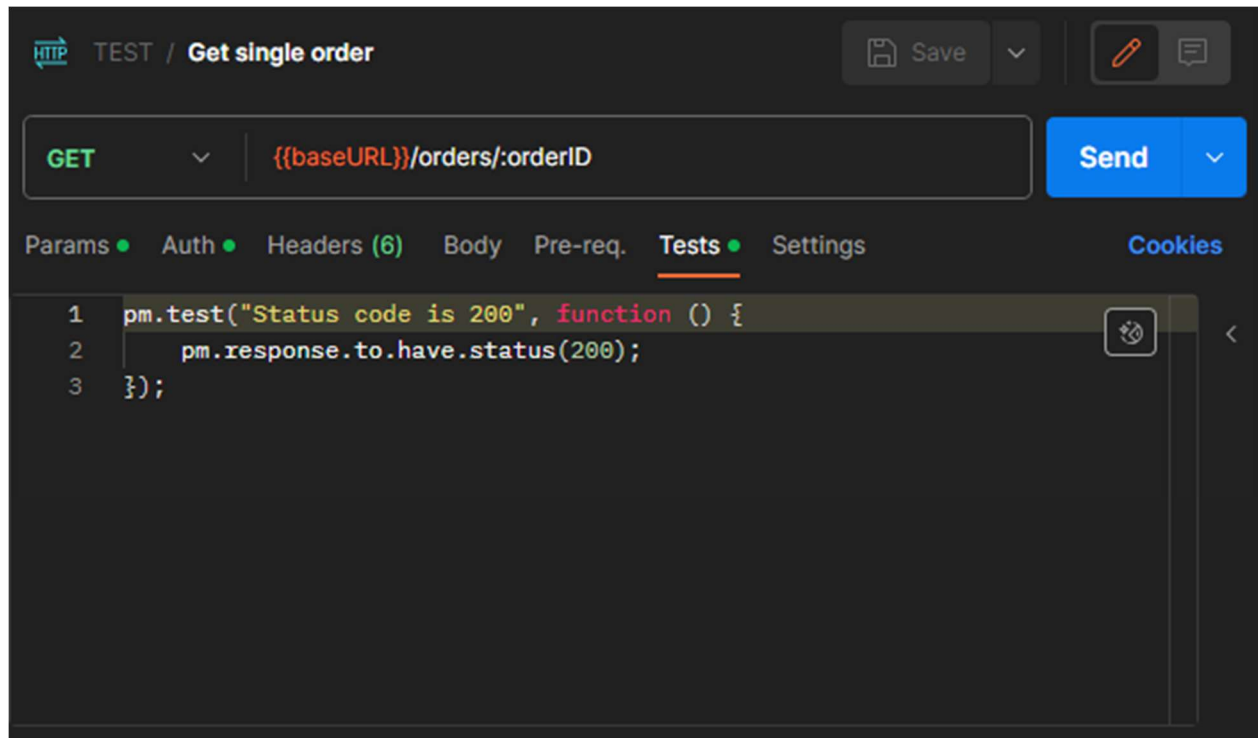 HTTP TEST / Get single order Save
GET {{baseURL}}/orders/:orderID Send
Params Auth Headers (6) Body Pre-req. Tests Settings Cookies
1 pm.test("Status code is 200", function () {
2 pm.response.to.have.status(200);
3 });